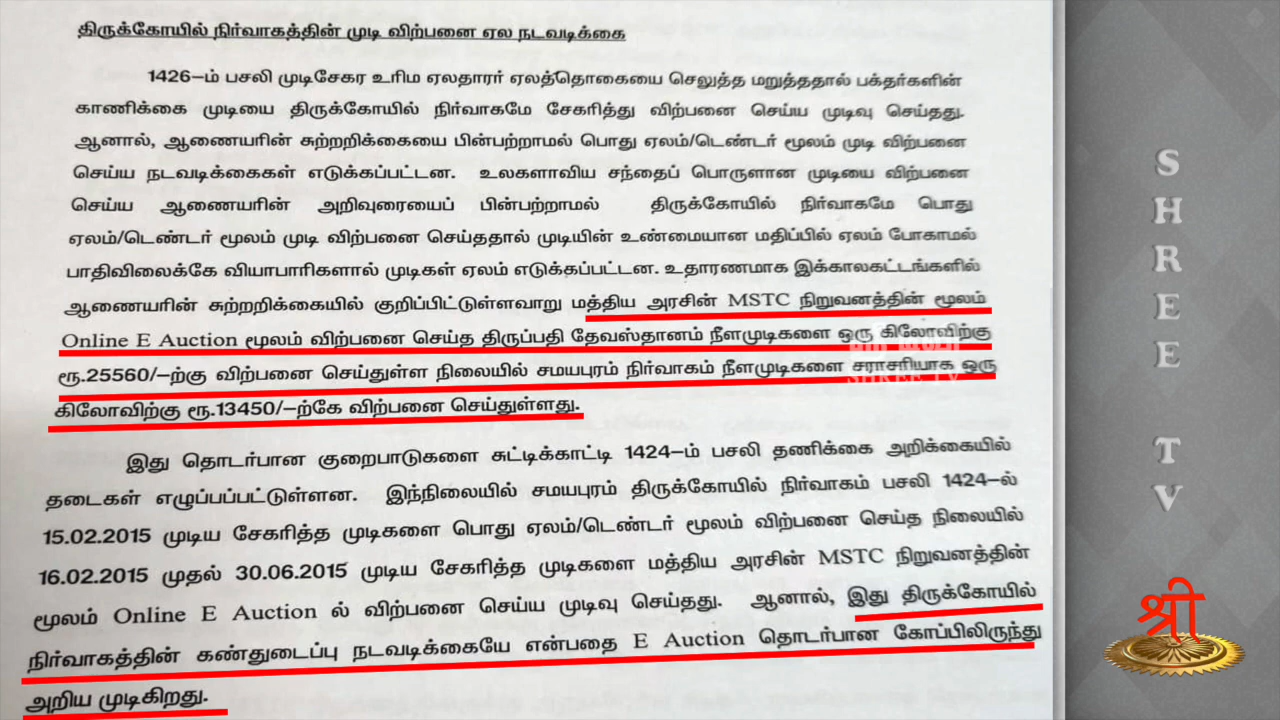 திருக்கோயில் நிர்வாகத்தின் முடி விற்பனை ஏல நடவடிக்கை
1426–ம் பசலி முடிசேகர உரிம ஏலதாரர் ஏலத்தொகையை செலுத்த மறுத்ததால் பக்தர்களின்
காணிக்கை முடியை திருக்கோயில் நிர்வாகமே சேகரித்து விற்பனை செய்ய முடிவு செய்தது.
ஆனால், ஆணையரின் சுற்றறிக்கையை பின்பற்றாமல் பொது ஏலம்/டெண்டர் மூலம் முடி விற்பனை
செய்ய நடவடிக்கைகள் எடுக்கப்பட்டன. உலகளாவிய சந்தைப் பொருளான முடியை விற்பனை
செய்ய ஆணையரின் அறிவுரையைப் பின்பற்றாமல் திருக்கோயில் நிர்வாகமே பொது
ஏலம்/டெண்டர் மூலம் முடி விற்பனை செய்ததால் முடியின் உண்மையான மதிப்பில் ஏலம் போகாமல்
பாதிவிலைக்கே வியாபாரிகளால் முடிகள் ஏலம் எடுக்கப்பட்டன. உதாரணமாக இக்காலகட்டங்களில்
ஆணையரின் சுற்றறிக்கையில் குறிப்பிட்டுள்ளவாறு மத்திய அரசின் MSTC நிறுவனத்தின் மூலம்
Online E Auction மூலம் விற்பனை செய்த திருப்பதி தேவஸ்தானம் நீளமுடிகளை ஒரு கிலோவிற்கு
ரூ.25560/–ற்கு விற்பனை செய்துள்ள நிலையில் சமயபுரம் நிர்வாகம் நீளமுடிகளை சராசரியாக ஒரு
கிலோவிற்கு ரூ.13450/–ற்கே விற்பனை செய்துள்ளது.
இது தொடர்பான குறைபாடுகளை சுட்டிக்காட்டி 1424–ம் பசலி தணிக்கை அறிக்கையில்
தடைகள் எழுப்பப்பட்டுள்ளன. இந்நிலையில் சமயபுரம் திருக்கோயில் நிர்வாகம் பசலி 1424–ல்
15.02.2015 முடிய சேகரித்த முடிகளை பொது ஏலம்/டெண்டர் மூலம் விற்பனை செய்த நிலையில்
16.02.2015 முதல் 30.06.2015 முடிய சேகரித்த முடிகளை மத்திய அரசின் MSTC நிறுவனத்தின்
மூலம் Online E Auction ல் விற்பனை செய்ய முடிவு செய்தது. ஆனால், இது திருக்கோயில்
நிர்வாகத்தின் கண்துடைப்பு நடவடிக்கையே என்பதை E Auction தொடர்பான கோப்பிலிருந்து
அறிய முடிகிறது.
SHREE TV
SHREE TV
ஸ்ரீ